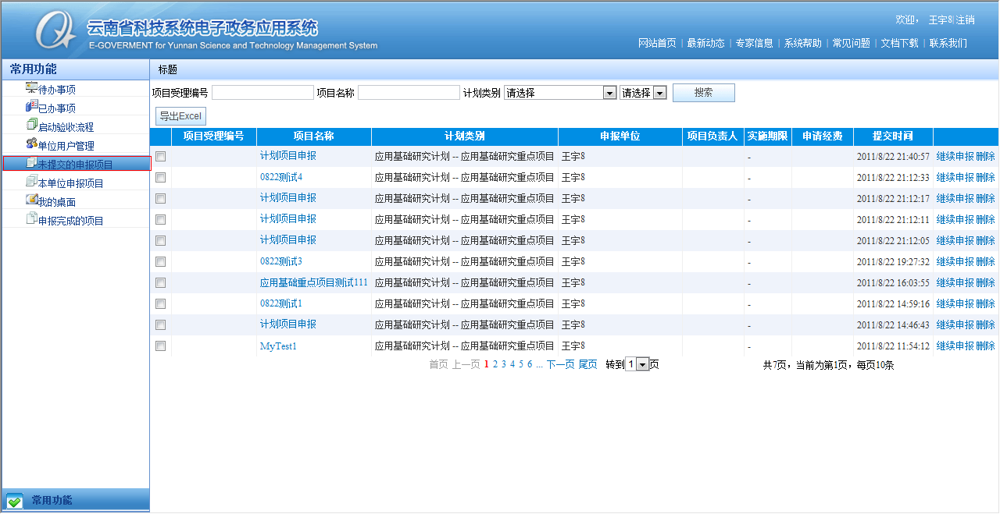 云南省科技系统电子政务应用系统
E-GOVERMENT for Yunnan Science and Technology Management System
欢迎， 王宇8|注销
网站首页 | 最新动态 | 专家信息 | 系统帮助 | 常见问题 | 文档下载 | 联系我们
常用功能
待办事项
已办事项
启动验收流程
单位用户管理
未提交的申报项目
本单位申报项目
我的桌面
申报完成的项目
常用功能
标题
项目受理编号 项目名称 计划类别 请选择 请选择 搜索
导出Excel
项目受理编号 项目名称 计划类别 申报单位 项目负责人 实施期限 申请经费 提交时间
计划项目申报 应用基础研究计划 -- 应用基础研究重点项目 王宇8 - 2011/8/22 21:40:57 继续申报 删除
0822测试4 应用基础研究计划 -- 应用基础研究重点项目 王宇8 - 2011/8/22 21:12:33 继续申报 删除
计划项目申报 应用基础研究计划 -- 应用基础研究重点项目 王宇8 - 2011/8/22 21:12:17 继续申报 删除
计划项目申报 应用基础研究计划 -- 应用基础研究重点项目 王宇8 - 2011/8/22 21:12:11 继续申报 删除
计划项目申报 应用基础研究计划 -- 应用基础研究重点项目 王宇8 - 2011/8/22 21:12:05 继续申报 删除
0822测试3 应用基础研究计划 -- 应用基础研究重点项目 王宇8 - 2011/8/22 19:27:32 继续申报 删除
应用基础重点项目测试111 应用基础研究计划 -- 应用基础研究重点项目 王宇8 - 2011/8/22 16:03:55 继续申报 删除
0822测试1 应用基础研究计划 -- 应用基础研究重点项目 王宇8 - 2011/8/22 14:59:16 继续申报 删除
计划项目申报 应用基础研究计划 -- 应用基础研究重点项目 王宇8 - 2011/8/22 14:46:43 继续申报 删除
MyTest1 应用基础研究计划 -- 应用基础研究重点项目 王宇8 - 2011/8/22 11:54:12 继续申报 删除
首页 上一页 1 2 3 4 5 6 ... 下一页 尾页 转到 1 页 共7页，当前为第1页，每页10条